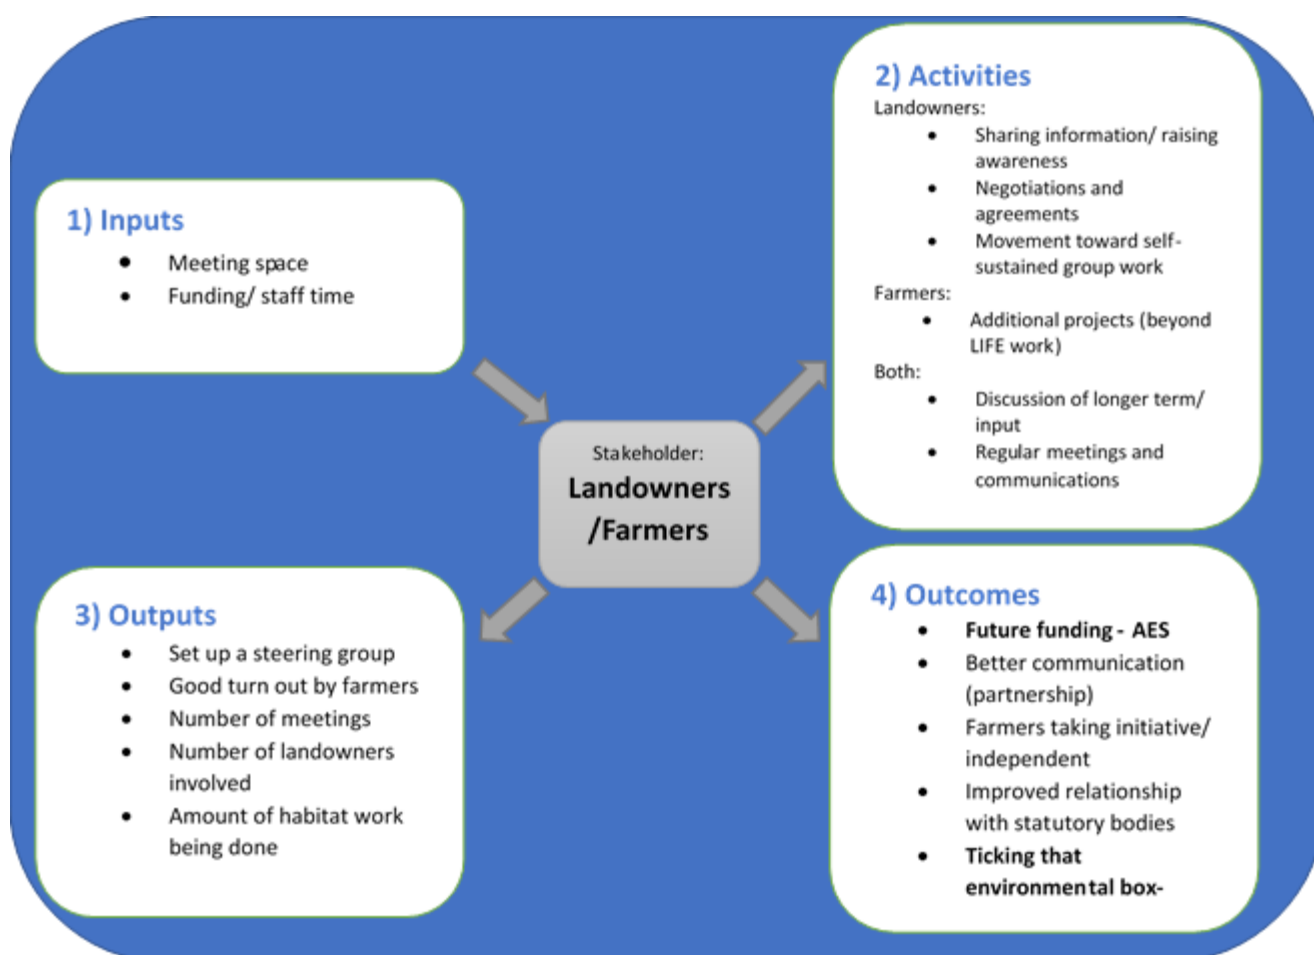 1) Inputs
• Meeting space
• Funding/ staff time
2) Activities
Landowners:
• Sharing information/ raising
awareness
• Negotiations and
agreements
• Movement toward self-
sustained group work
Farmers:
• Additional projects (beyond
LIFE work)
Both:
• Discussion of longer term/
input
• Regular meetings and
communications
Stakeholder:
Landowners
/Farmers
3) Outputs
• Set up a steering group
• Good turn out by farmers
• Number of meetings
• Number of landowners
involved
• Amount of habitat work
being done
4) Outcomes
• Future funding - AES
• Better communication
(partnership)
• Farmers taking initiative/
independent
• Improved relationship
with statutory bodies
• Ticking that
environmental box-